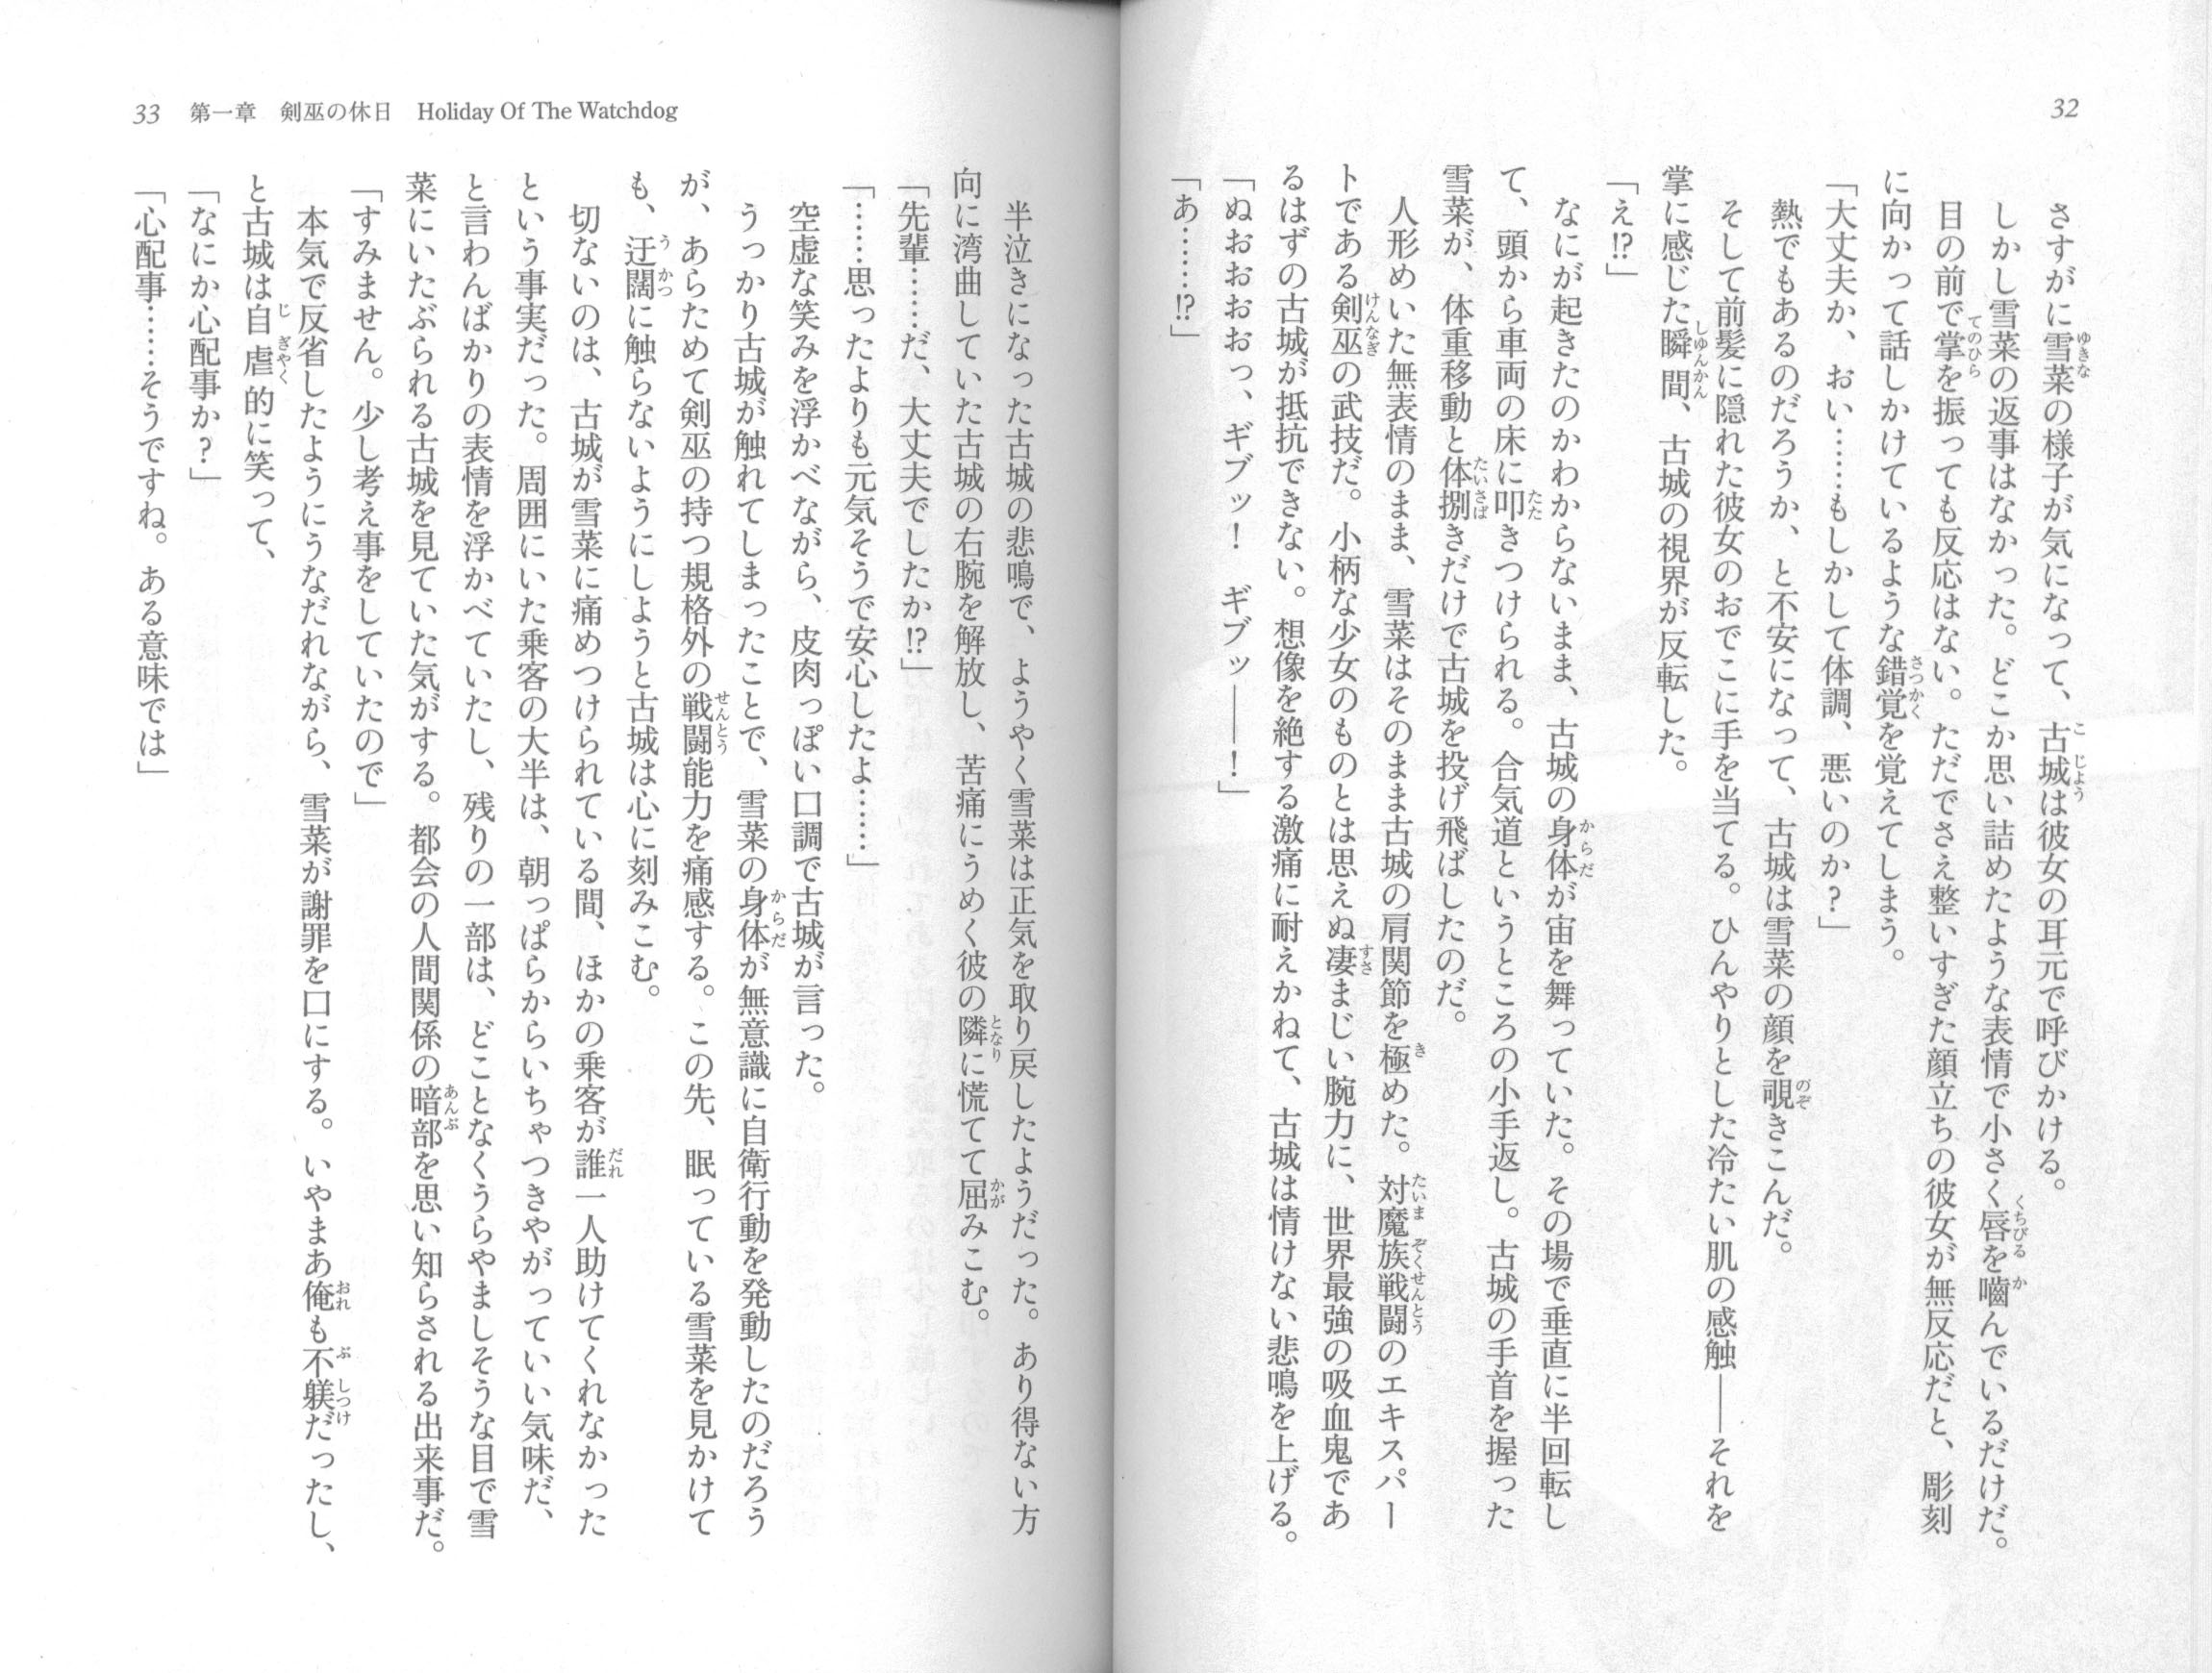 32
さすがに雪菜の様子が気になって、古城は彼女の耳元で呼びかける。
しかし雪菜の返事はなかった。どこか思い詰めたような表情で小さく唇を嚙んでいるだけだ。
目の前で掌を振っても反応はない。ただでさえ整いすぎた顔立ちの彼女が無反応だと、彫刻
に向かって話しかけているような錯覚を覚えてしまう。
「大丈夫か、おい……もしかして体調、悪いのか？」
熱でもあるのだろうか、と不安になって、古城は雪菜の顔を覗きこんだ。
そして前髪に隠れた彼女のおでこに手を当てる。ひんやりとした冷たい肌の感触――それを
掌に感じた瞬間、古城の視界が反転した。
「え⁉」
なにが起きたのかわからないまま、古城の身体が宙を舞っていた。その場で垂直に半回転し
て、頭から車両の床に叩きつけられる。合気道というところの小手返し。古城の手首を握った
雪菜が、体重移動と体捌きだけで古城を投げ飛ばしたのだ。
人形めいた無表情のまま、雪菜はそのまま古城の肩関節を極めた。対魔族戦闘のエキスパー
トである剣巫の武技だ。小柄な少女のものとは思えぬ凄まじい腕力に、世界最強の吸血鬼であ
るはずの古城が抵抗できない。想像を絶する激痛に耐えかねて、古城は情けない悲鳴を上げる。
「ぬおおおおっ、ギブッ！　ギブッ――！」
「あ……⁉」
33　第一章　剣巫の休日　Holiday Of The Watchdog
半泣きになった古城の悲鳴で、ようやく雪菜は正気を取り戻したようだった。あり得ない方
向に湾曲していた古城の右腕を解放し、苦痛にうめく彼の隣に慌てて屈みこむ。
「先輩……だ、大丈夫でしたか⁉」
「……思ったよりも元気そうで安心したよ……」
空虚な笑みを浮かべながら、皮肉っぽい口調で古城が言った。
うっかり古城が触れてしまったことで、雪菜の身体が無意識に自衛行動を発動したのだろう
が、あらためて剣巫の持つ規格外の戦闘能力を痛感する。この先、眠っている雪菜を見かけて
も、迂闊に触らないようにしようと古城は心に刻みこむ。
切ないのは、古城が雪菜に痛めつけられている間、ほかの乗客が誰一人助けてくれなかった
という事実だった。周囲にいた乗客の大半は、朝っぱらからいちゃつきやがっていい気味だ、
と言わんばかりの表情を浮かべていたし、残りの一部は、どことなくうらやましそうな目で雪
菜にいたぶられる古城を見ていた気がする。都会の人間関係の暗部を思い知らされる出来事だ。
「すみません。少し考え事をしていたので」
本気で反省したようにうなだれながら、雪菜が謝罪を口にする。いやまあ俺も不躾だったし、
と古城は自虐的に笑って、
「なにか心配事か？」
「心配事……そうですね。ある意味では」